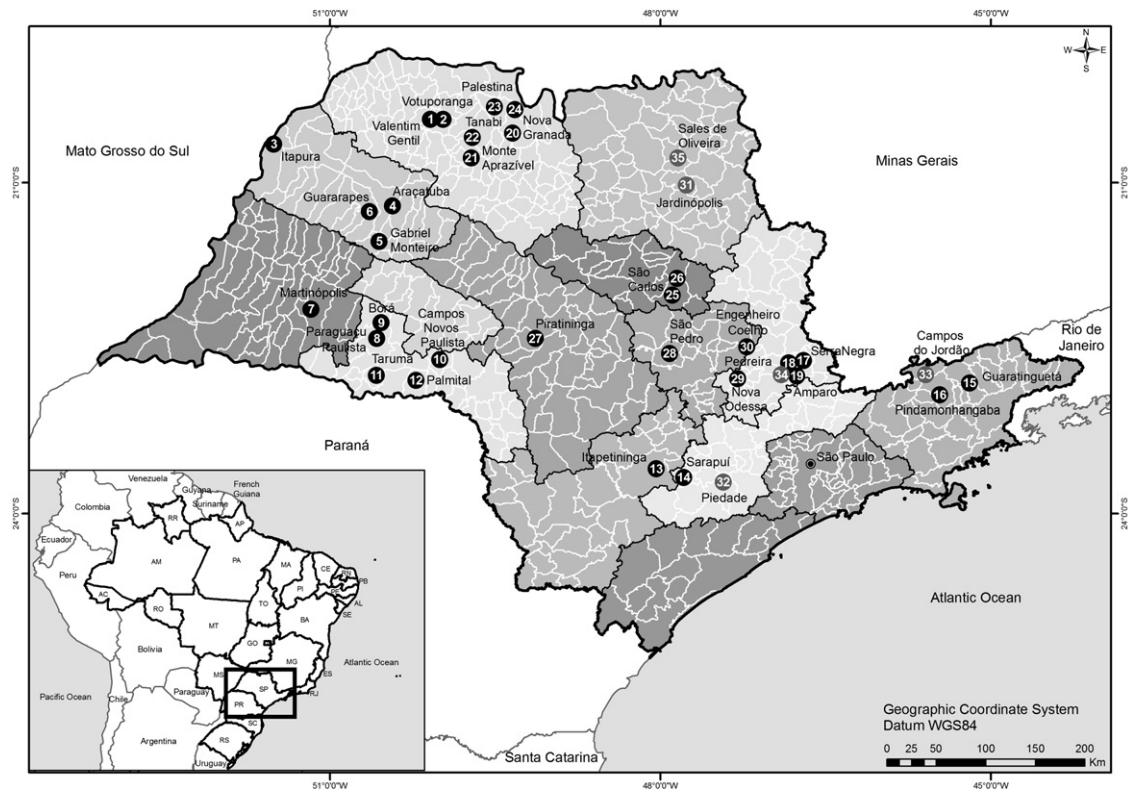 51°0'0"W
48°0'0"W
45°0'0"W
N
W
E
S
Palestina
Votuporanga
23
24
1
2
Tanabi
Nova
Granada
Valentim
Gentil
22
20
Monte
Aprazível
21
Sales de
Oliveira
35
31
Jardinópolis
Mato Grosso do Sul
3
Itapura
Minas Gerais
21°0'0"S
21°0'0"S
Araçatuba
Guararapes
6
4
Gabriel
Monteiro
5
São
Carlos
26
25
Martinópolis
7
Borá
9
Paraguaçu
Paulista
8
Campos
Novos
Paulista
Piratininga
27
São
Pedro
28
Engenheiro
Coelho
30
Campos
do Jordão
Rio de
Janeiro
Tarumã
10
11
12
Palmital
Pedreira
SerraNegra
18
17
34
19
29
Nova
Odessa
Amparo
33
Guaratinguetá
15
16
Pindamonhangaba
Paraná
Itapetininga
13
Sarapuí
14
32
Piedade
São Paulo
24°0'0"S
24°0'0"S
Atlantic Ocean
Santa Catarina
Venezuela
Guyana
French
Guiana
Suriname
Colombia
RR
AP
Ecuador
AM
PA
MA
CE
RN
PB
PE
PI
AL
SE
Peru
AC
RO
TO
BA
MT
GO
Bolivia
MG
ES
Atlantic Ocean
MS
SP
RJ
Pacific Ocean
Chile
Paraguay
PR
SC
Argentina
RS
Uruguay
Geographic Coordinate System
Datum WGS84
0
25
50
100
150
200
Km
51°0'0"W
48°0'0"W
45°0'0"W